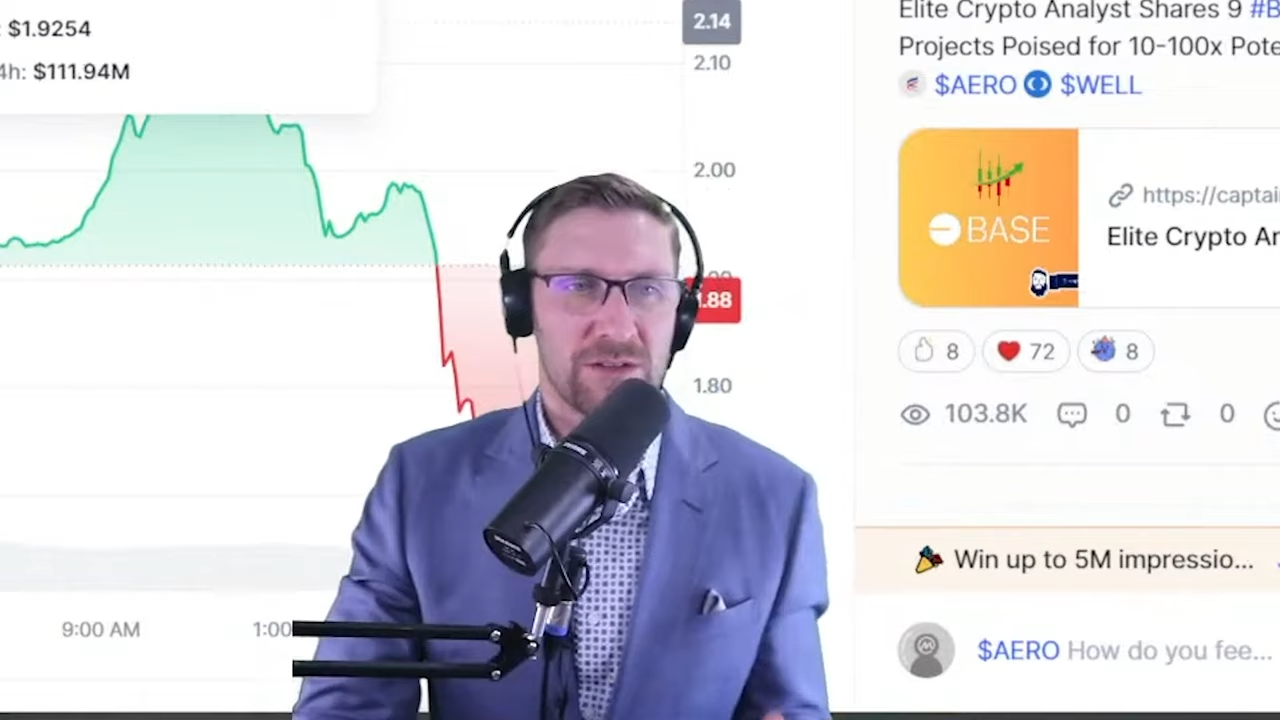 : $1.9254
4h: $111.94M
2.14
2.10
2.00
1.88
1.80
9:00 AM
1:00
Elite Crypto Analyst Shares 9 #B
Projects Poised for 10-100x Pote
$AERO $WELL
BASE
https://captai
Elite Crypto An
8
72
8
103.8K
0
0
Win up to 5M impressio...
$AERO How do you fee...